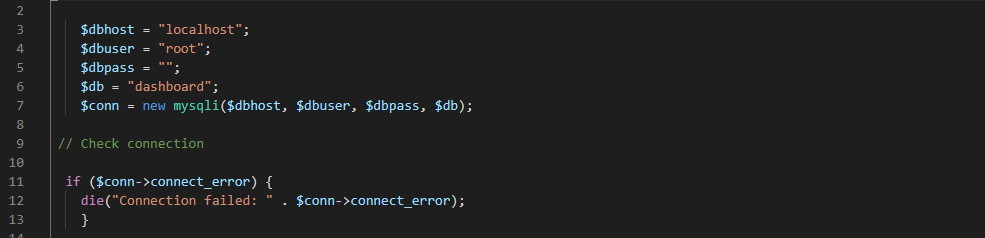 2
3 $dbhost = "localhost";
4 $dbuser = "root";
5 $dbpass = "";
6 $db = "dashboard";
7 $conn = new mysqli($dbhost, $dbuser, $dbpass, $db);
8
9 // Check connection
10
11 if ($conn->connect_error) {
12 die("Connection failed: " . $conn->connect_error);
13 }
14